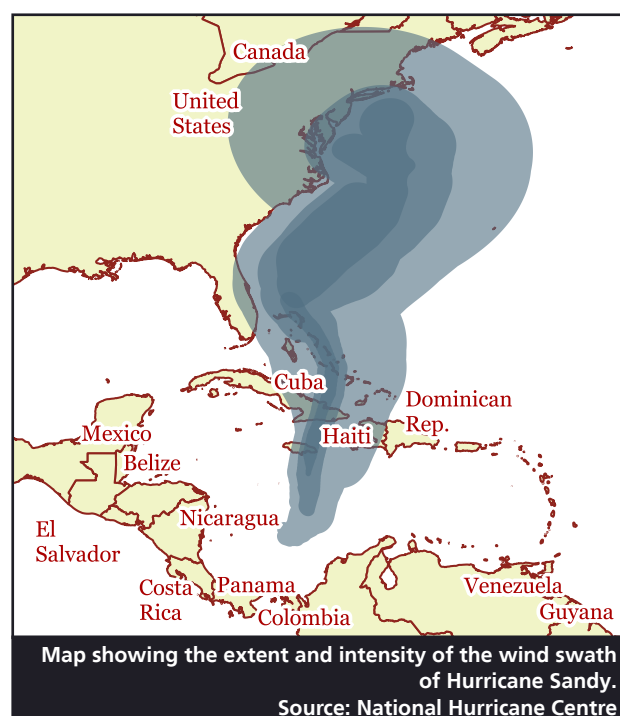 Canada
United
States
Cuba
Dominican
Rep.
Haiti
Mexico
Belize
Nicaragua
El
Salvador
Costa
Rica
Panama
Colombia
Venezuela
Guyana
Map showing the extent and intensity of the wind swath
of Hurricane Sandy.
Source: National Hurricane Centre